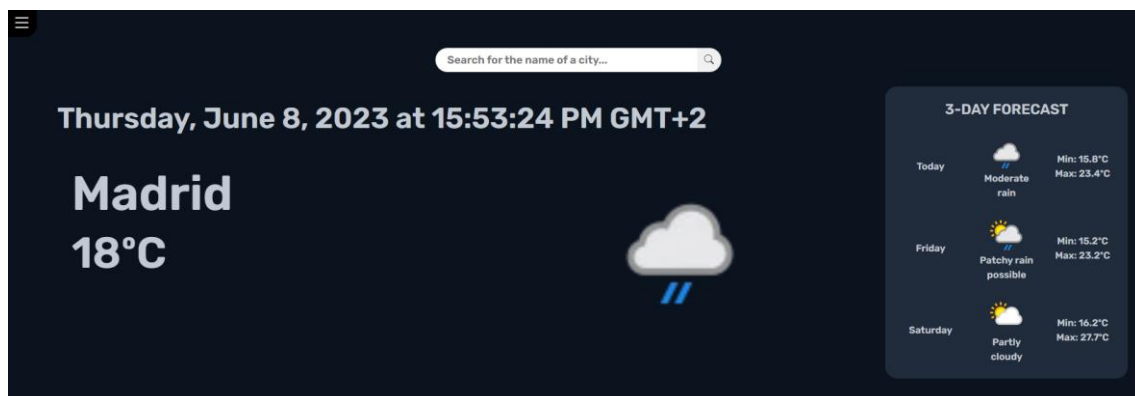 Search for the name of a city...
Thursday, June 8, 2023 at 15:53:24 PM GMT+2
Madrid
18°C
3-DAY FORECAST
Today
Moderate
rain
Min: 15.8°C
Max: 23.4°C
Friday
Patchy rain
possible
Min: 15.2°C
Max: 23.2°C
Saturday
Partly
cloudy
Min: 16.2°C
Max: 27.7°C